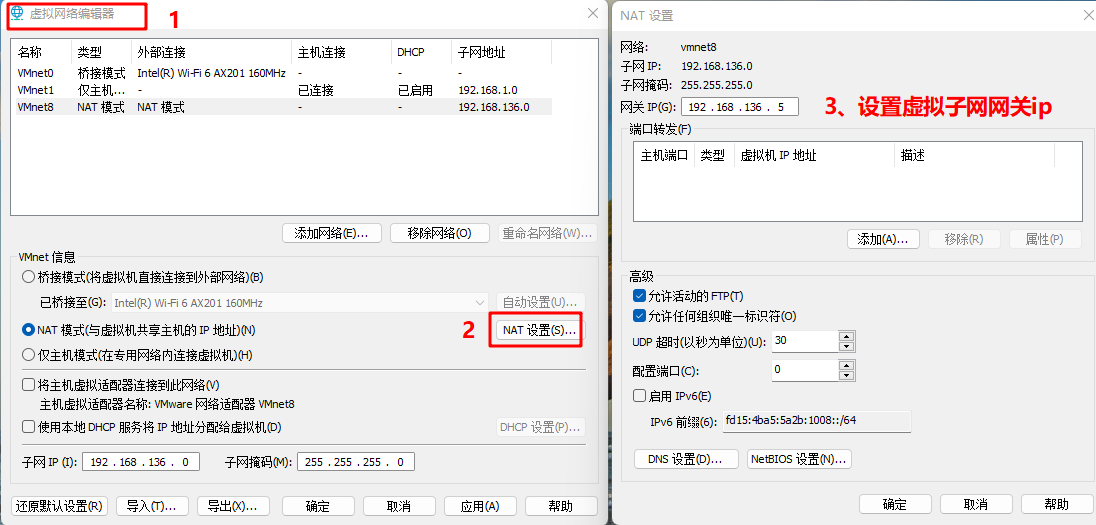 虚拟网络编辑器
1
名称 类型 外部连接 主机连接 DHCP 子网地址
VMnet0 桥接模式 Intel(R) Wi-Fi 6 AX201 160MHz - - -
VMnet1 仅主机... - 已连接 已启用 192.168.1.0
VMnet8 NAT 模式 NAT 模式 - - 192.168.136.0
添加网络(E)... 移除网络(O) 重命名网络(W)...
VMnet 信息
桥接模式(将虚拟机直接连接到外部网络)(B)
已桥接至(G): Intel(R) Wi-Fi 6 AX201 160MHz 自动设置(U)...
NAT 模式(与虚拟机共享主机的 IP 地址)(N) 2 NAT 设置(S)...
仅主机模式(在专用网络内连接虚拟机)(H)
将主机虚拟适配器连接到此网络(V)
主机虚拟适配器名称: VMware 网络适配器 VMnet8
使用本地 DHCP 服务将 IP 地址分配给虚拟机(D) DHCP 设置(P)...
子网 IP (I): 192 . 168 . 136 . 0 子网掩码(M): 255 . 255 . 255 . 0
还原默认设置(R) 导入(T)... 导出(X)... 确定 取消 应用(A) 帮助
NAT 设置
网络: vmnet8
子网 IP: 192.168.136.0
子网掩码: 255.255.255.0
网关 IP(G): 192 . 168 . 136 . 5
3、设置虚拟子网网关ip
端口转发(F)
主机端口 类型 虚拟机 IP 地址 描述
添加(A)... 移除(R) 属性(P)
高级
允许活动的 FTP(T)
允许任何组织唯一标识符(O)
UDP 超时(以秒为单位)(U): 30
配置端口(C): 0
启用 IPv6(E)
IPv6 前缀(6): fd15:4ba5:5a2b:1008::/64
DNS 设置(D)... NetBIOS 设置(N)...
确定 取消 帮助